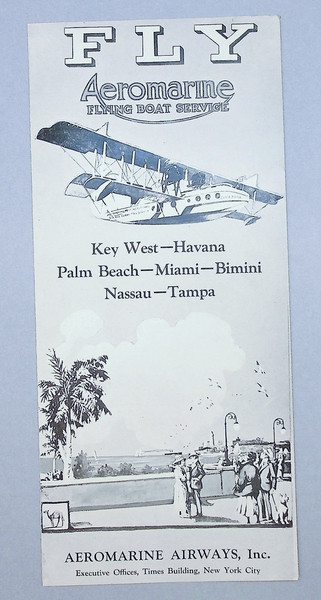 FLY
Aeromarine
FLYING BOAT SERVICE
Key West—Havana
Palm Beach—Miami—Bimini
Nassau—Tampa
AEROMARINE AIRWAYS, Inc.
Executive Offices, Times Building, New York City